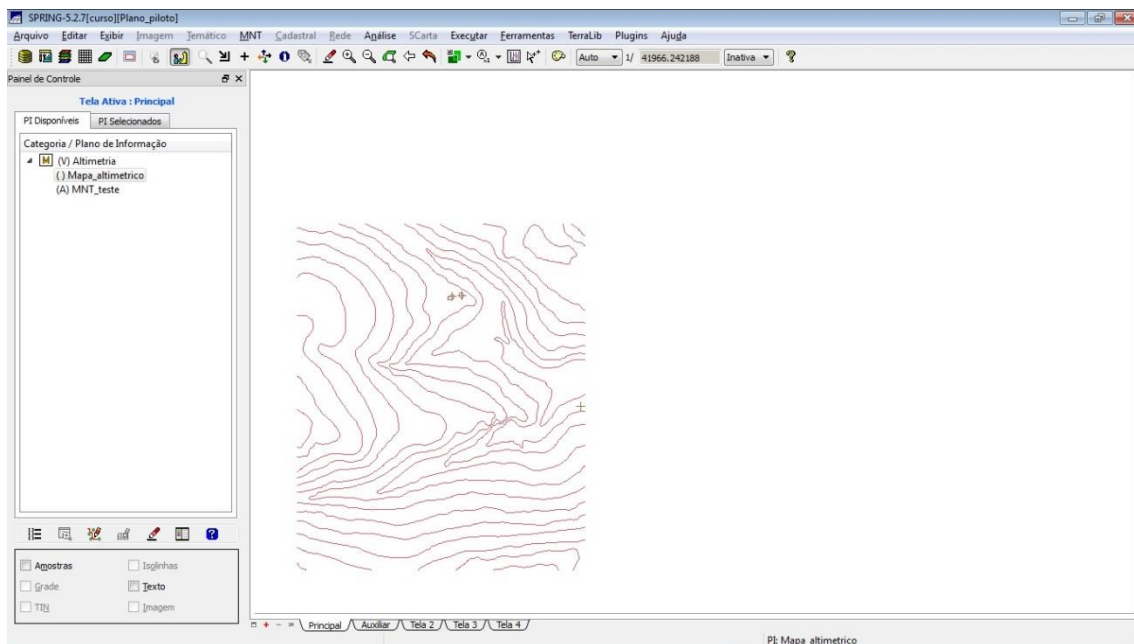 SPRING-5.2.7[curso][Plano_piloto]
Arquivo Editar Exibir Imagem Temático MNT Cadastral Rede Análise SCarta Executar Ferramentas TerraLib Plugins Ajuda
Auto 1/ 41966.242188 Inativa
Painel de Controle
Tela Ativa : Principal
PI Disponíveis PI Selecionados
Categoria / Plano de Informação
M (V) Altimetria
( ) Mapa_altimetrico
(A) MNT_teste
Amostras Isolinhas
Grade Texto
TIN Imagem
Principal Auxiliar Tela 2 Tela 3 Tela 4
PI: Mapa_altimetrico